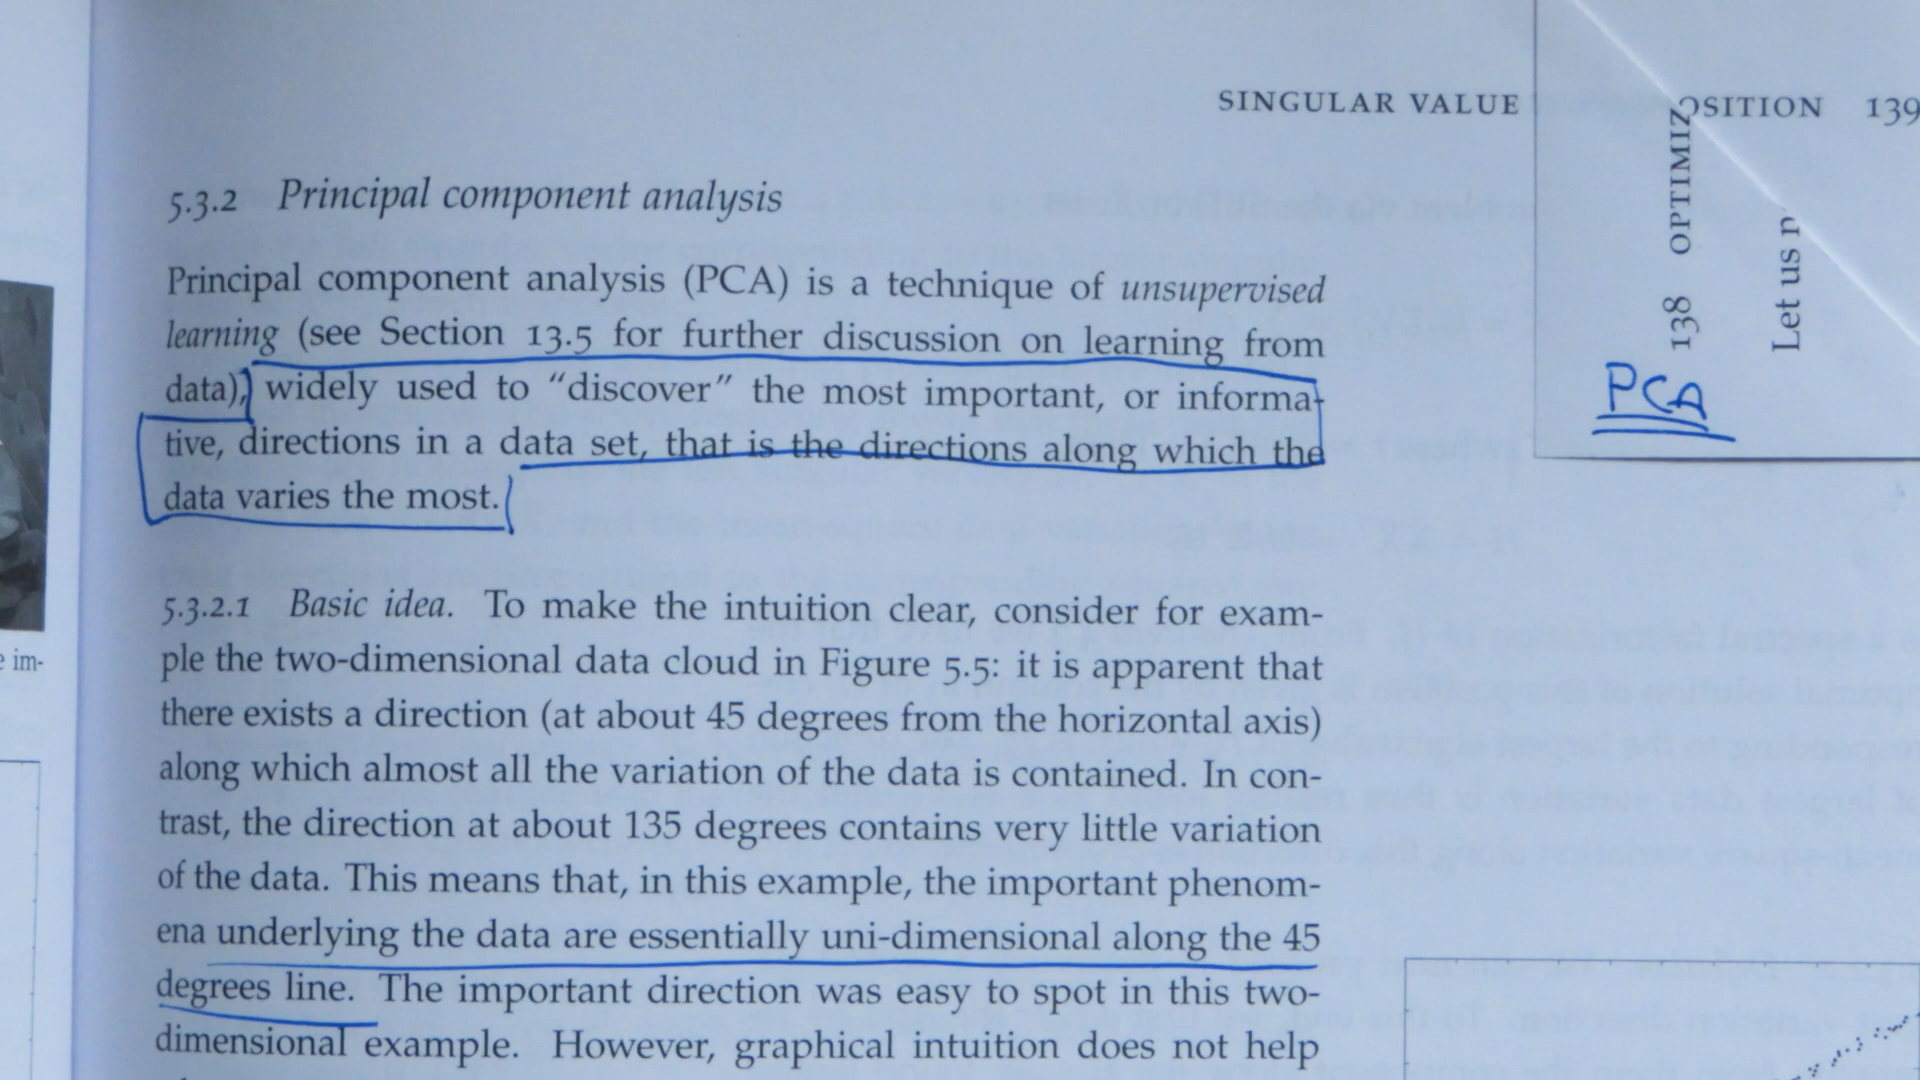 SINGULAR VALUE OSITION 139
138 OPTIMIZ
Let us
PCA
5.3.2 Principal component analysis
Principal component analysis (PCA) is a technique of unsupervised
learning (see Section 13.5 for further discussion on learning from
data), widely used to “discover” the most important, or informa-
tive, directions in a data set, that is the directions along which the
data varies the most.
5.3.2.1 Basic idea. To make the intuition clear, consider for exam-
ple the two-dimensional data cloud in Figure 5.5: it is apparent that
there exists a direction (at about 45 degrees from the horizontal axis)
along which almost all the variation of the data is contained. In con-
trast, the direction at about 135 degrees contains very little variation
of the data. This means that, in this example, the important phenom-
ena underlying the data are essentially uni-dimensional along the 45
degrees line. The important direction was easy to spot in this two-
dimensional example. However, graphical intuition does not help
e im-